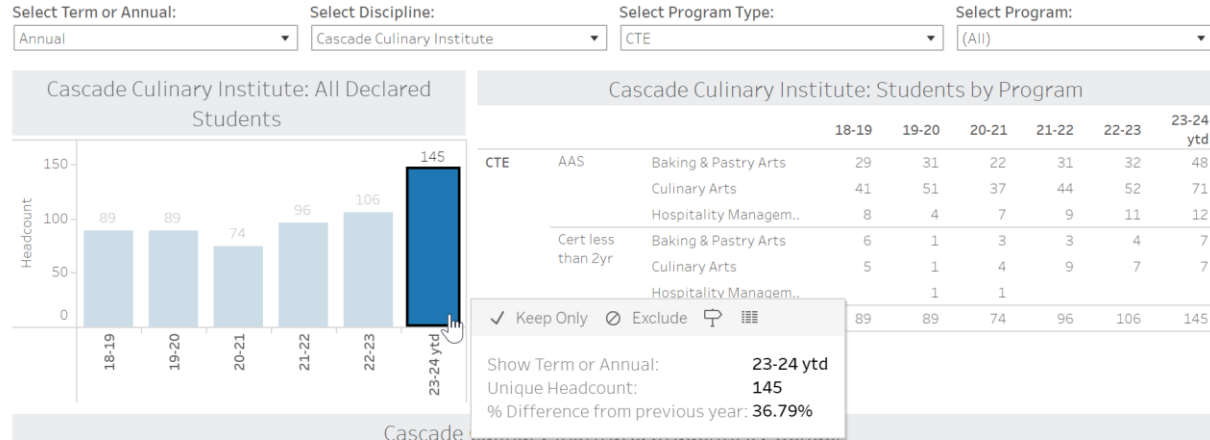 Select Term or Annual: Select Discipline: Select Program Type: Select Program:
Annual Cascade Culinary Institute CTE (All)
Cascade Culinary Institute: All Declared
Students
150
100
50
0
Headcount
89 89 74 96 106 145
18-19 19-20 20-21 21-22 22-23 23-24 ytd
Cascade Culinary Institute: Students by Program
18-19 19-20 20-21 21-22 22-23 23-24
ytd
CTE AAS Baking & Pastry Arts 29 31 22 31 32 48
Culinary Arts 41 51 37 44 52 71
Hospitality Managem.. 8 4 7 9 11 12
Cert less Baking & Pastry Arts 6 1 3 3 4 7
than 2yr Culinary Arts 5 1 4 9 7 7
Hospitality Managem.. 1 1
89 89 74 96 106 145
Keep Only Exclude
Show Term or Annual: 23-24 ytd
Unique Headcount: 145
% Difference from previous year: 36.79%
Cascade